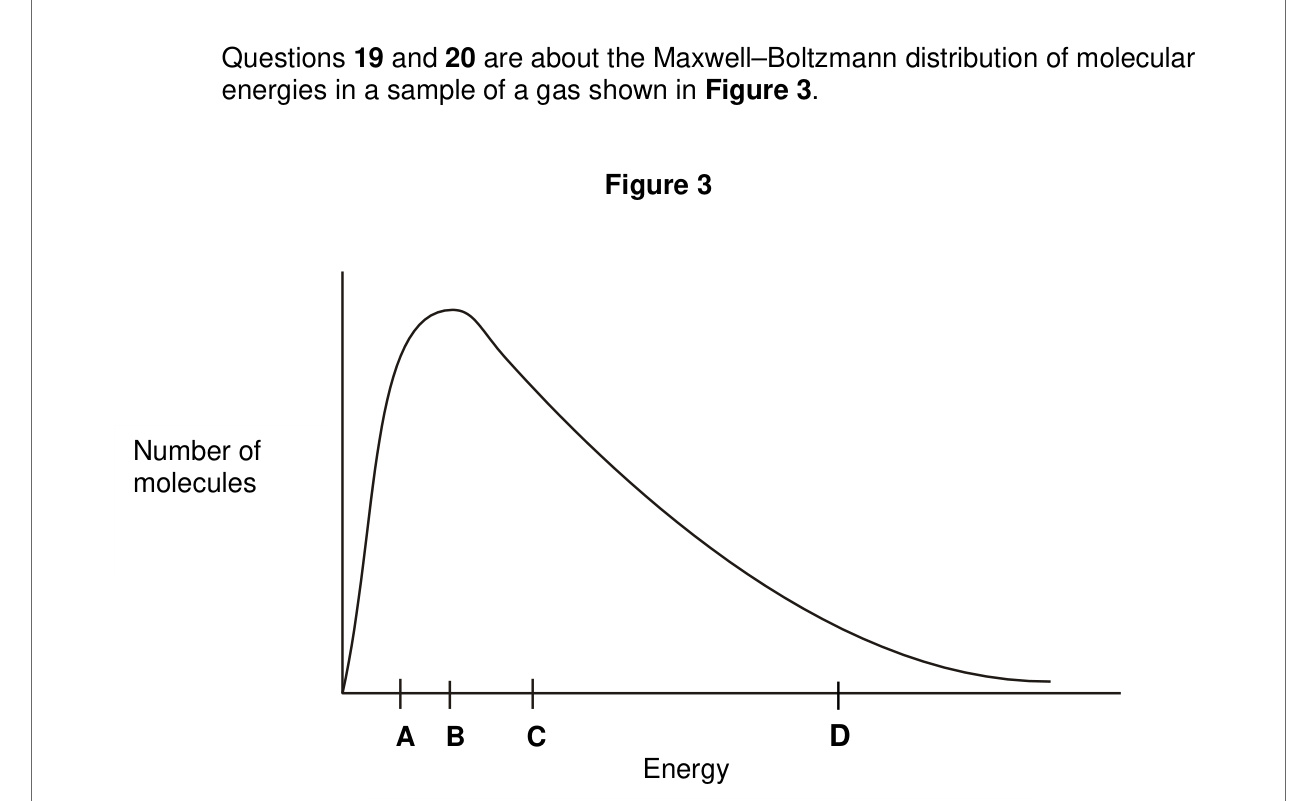 Questions 19 and 20 are about the Maxwell–Boltzmann distribution of molecular
energies in a sample of a gas shown in Figure 3.
Figure 3
Number of
molecules
A B C D
Energy